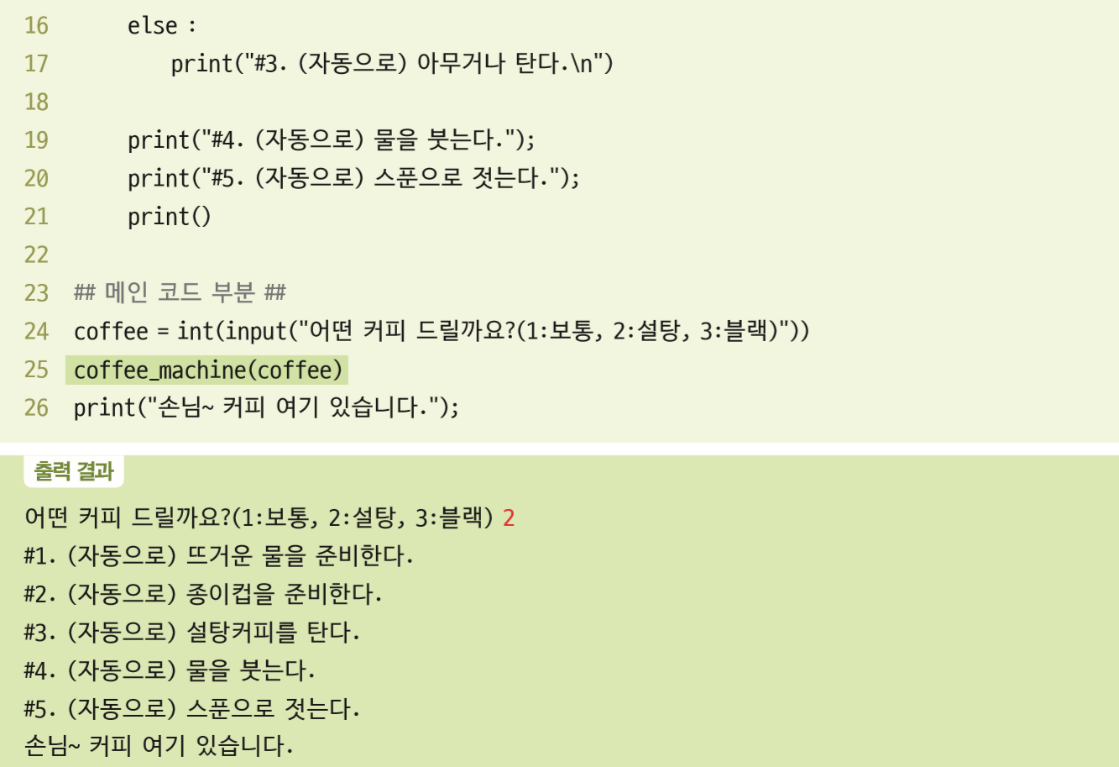 16 else :
17 print("#3. (자동으로) 아무거나 탄다.\n")
18
19 print("#4. (자동으로) 물을 붓는다.");
20 print("#5. (자동으로) 스푼으로 젓는다.");
21 print()
22
23 ## 메인 코드 부분 ##
24 coffee = int(input("어떤 커피 드릴까요?(1:보통, 2:설탕, 3:블랙)"))
25 coffee_machine(coffee)
26 print("손님~ 커피 여기 있습니다.");
출력 결과
어떤 커피 드릴까요?(1:보통, 2:설탕, 3:블랙) 2
#1. (자동으로) 뜨거운 물을 준비한다.
#2. (자동으로) 종이컵을 준비한다.
#3. (자동으로) 설탕커피를 탄다.
#4. (자동으로) 물을 붓는다.
#5. (자동으로) 스푼으로 젓는다.
손님~ 커피 여기 있습니다.